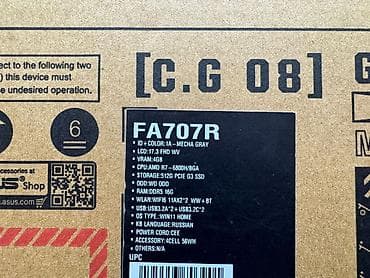 ect to the following two
) this device must
e undesired operation.
6
ccessories at
US Shop
.asus.com
[C.G 08]
G
M
FA707R
• ID + COLOR:1A-MECHA GRAY
• LCD:17.3 FHD WV
• VRAM:4GB
• CPU:AMD R7-6800H/BGA
• STORAGE:512G PCIE G3 SSD
• ODD:WO ODD
• RAM:DDR5 16G
• WLAN:WIFI6 11AX2*2 WW + BT
• USB:USB3.2A*2 + USB3.2C*2
• OS TYPE:WIN11 HOME
• KB LANGUAGE:RUSSIAN
• POWER CORD:CEE
• ACCESSORY:4CELL 56WH
• OTHERS:N/A
UPC